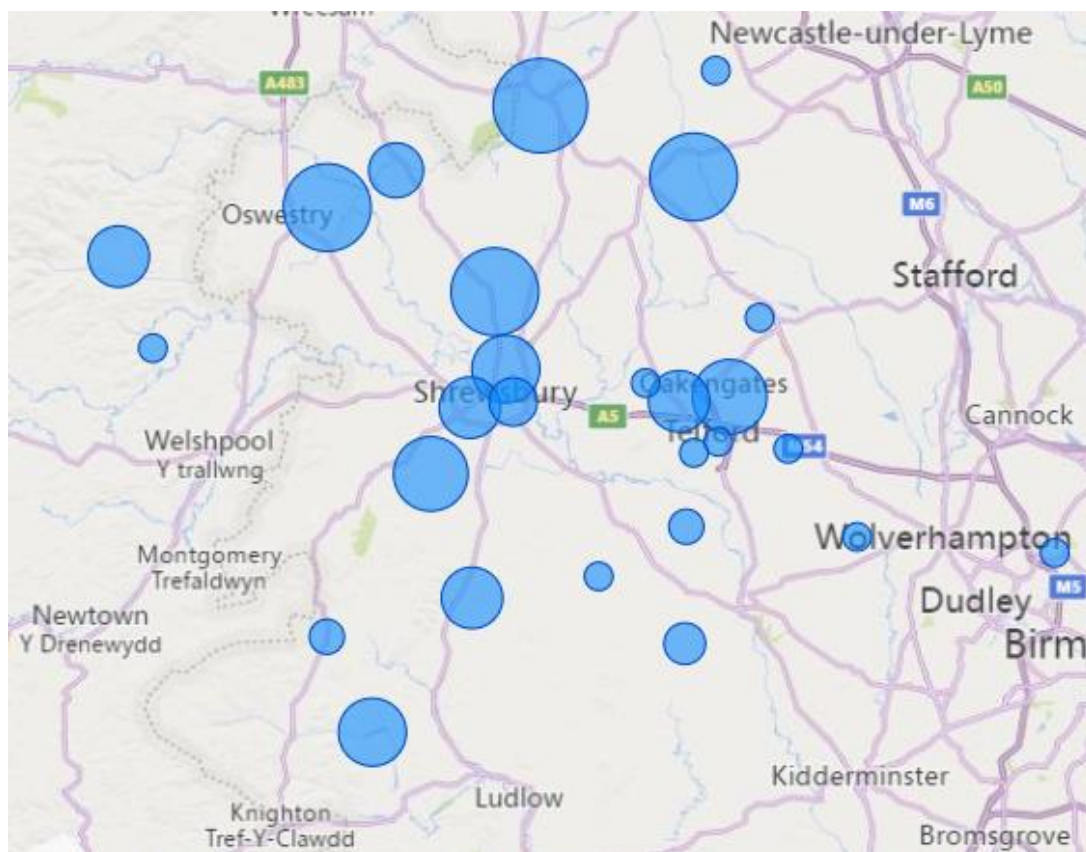 Wrecsam
Newcastle-under-Lyme
A483
A50
M6
Oswestry
Stafford
Shrewsbury
Oakengates
A5
Cannock
Telford
M54
Welshpool
Y trallwng
Wolverhampton
Montgomery
Trefaldwyn
M5
Dudley
Newtown
Y Drenewydd
Birm
Kidderminster
Ludlow
Knighton
Tref-Y-Clawdd
Bromsgrove